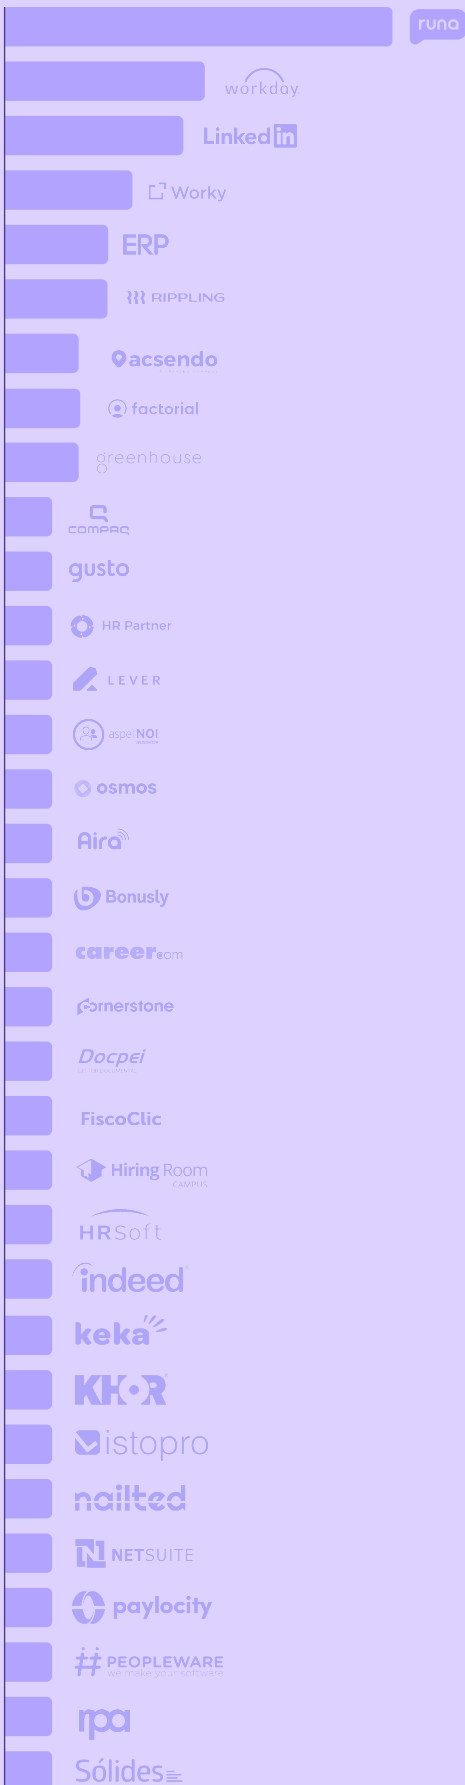 runa
workday.
Linkedin
Worky
ERP
RIPPLING
acsendo
factorial
greenhouse
COMPAQ
gusto
HR Partner
LEVER
aspel NOI
osmos
Aira
Bonusly
career.com
Cornerstone
Docpei
FiscoClic
Hiring Room
CAMPUS
HRSoft
indeed
keka
KHOR
istopro
nailted
NETSUITE
paylocity
PEOPLEWARE
we make your software
rpa
Sólides